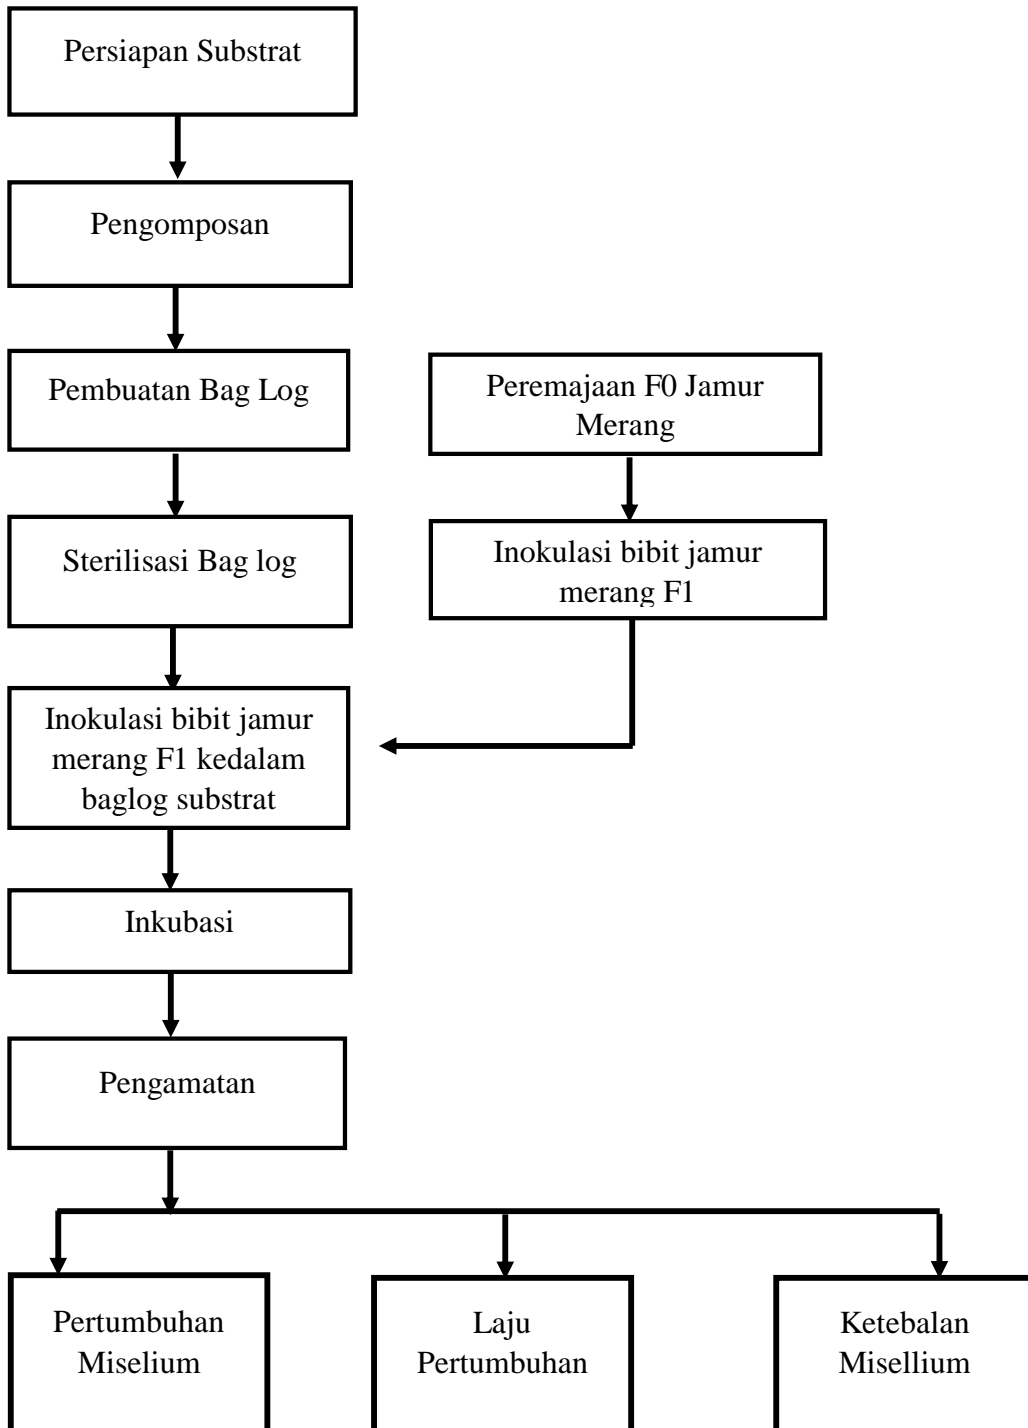 Persiapan Substrat
Pengomposan
Pembuatan Bag Log
Peremajaan F0 Jamur
Merang
Sterilisasi Bag log
Inokulasi bibit jamur
merang F1
Inokulasi bibit jamur
merang F1 kedalam
baglog substrat
Inkubasi
Pengamatan
Pertumbuhan
Miselium
Laju
Pertumbuhan
Ketebalan
Misellium